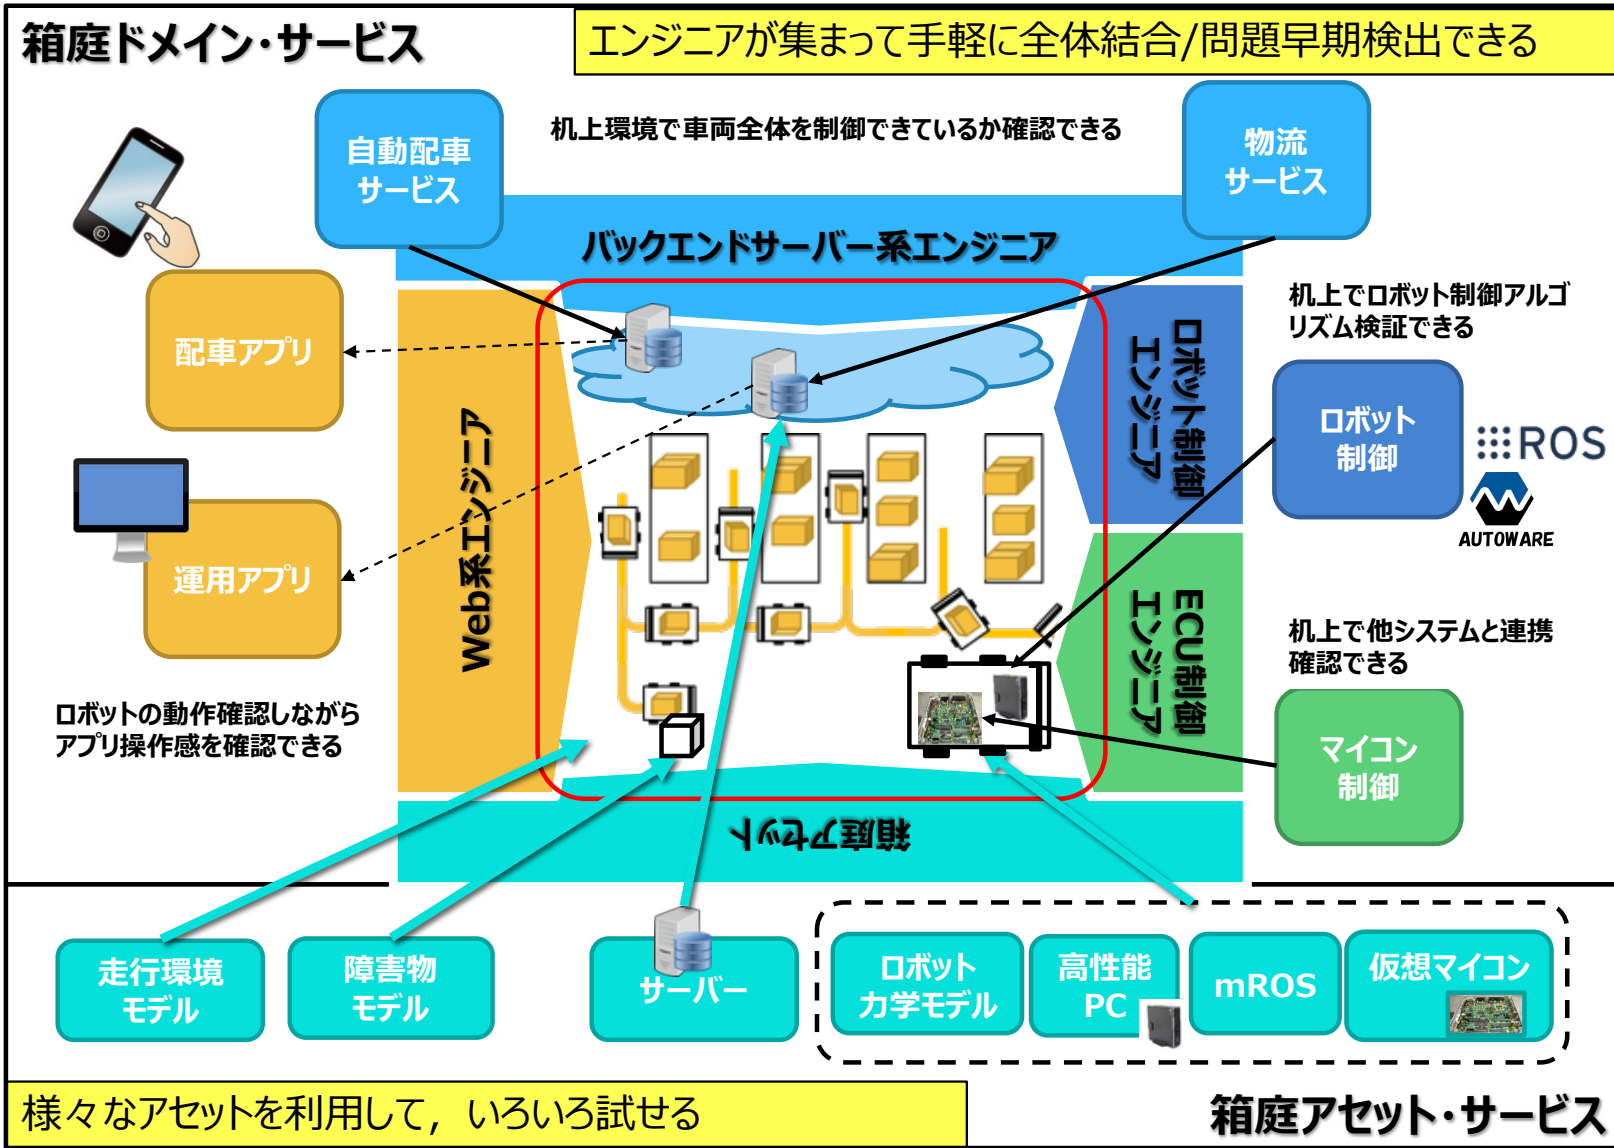 箱庭ドメイン・サービス
エンジニアが集まって手軽に全体結合/問題早期検出できる
机上環境で車両全体を制御できているか確認できる
自動配車
サービス
物流
サービス
バックエンドサーバー系エンジニア
配車アプリ
運用アプリ
ロボットの動作確認しながら
アプリ操作感を確認できる
Web系エンジニア
ロボット制御
エンジニア
ECU制御
エンジニア
机上でロボット制御アルゴ
リズム検証できる
ロボット
制御
ROS
AUTOWARE
机上で他システムと連携
確認できる
マイコン
制御
箱庭アセット
走行環境
モデル
障害物
モデル
サーバー
ロボット
力学モデル
高性能
PC
mROS
仮想マイコン
様々なアセットを利用して，いろいろ試せる
箱庭アセット・サービス